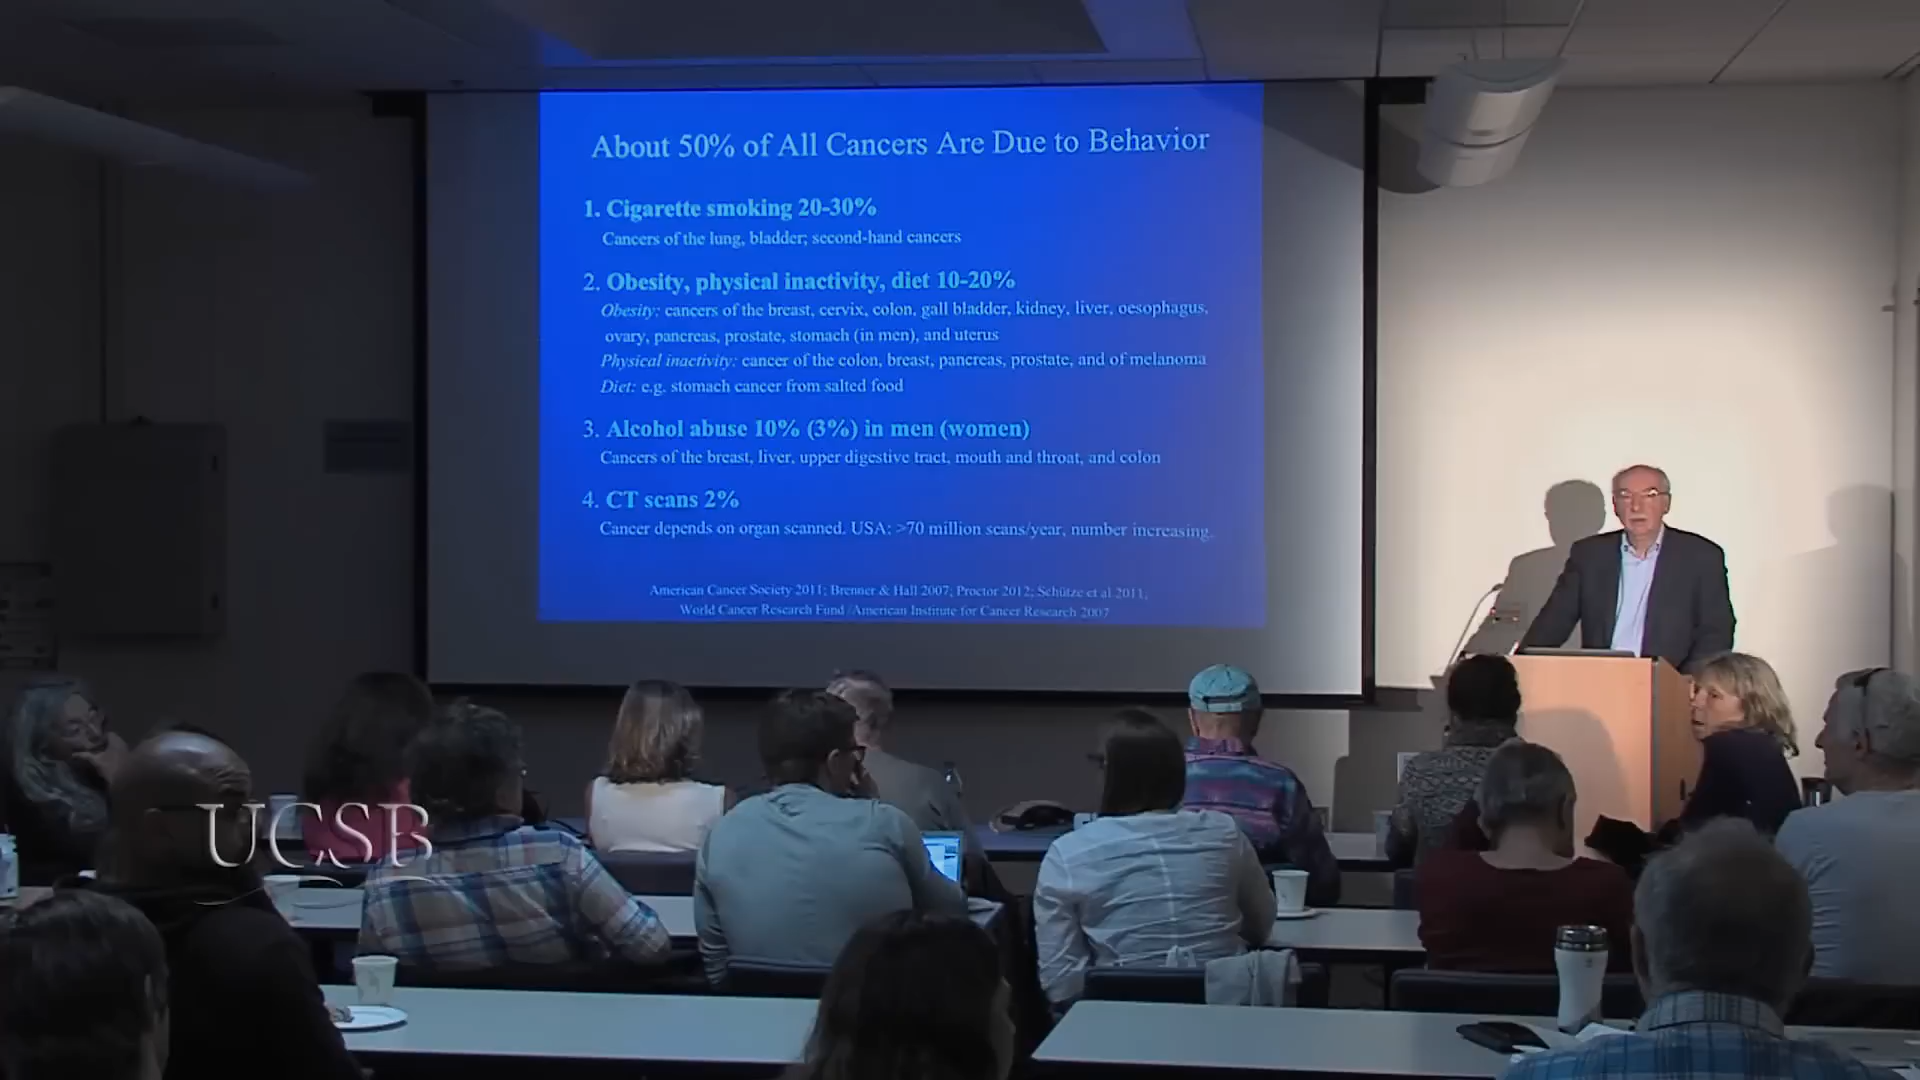 About 50% of All Cancers Are Due to Behavior
1. Cigarette smoking 20-30%
Cancers of the lung, bladder; second-hand cancers
2. Obesity, physical inactivity, diet 10-20%
Obesity: cancers of the breast, cervix, colon, gall bladder, kidney, liver, oesophagus,
ovary, pancreas, prostate, stomach (in men), and uterus
Physical inactivity: cancer of the colon, breast, pancreas, prostate, and of melanoma
Diet: e.g. stomach cancer from salted food
3. Alcohol abuse 10% (3%) in men (women)
Cancers of the breast, liver, upper digestive tract, mouth and throat, and colon
4. CT scans 2%
Cancer depends on organ scanned. USA: >70 million scans/year, number increasing.
American Cancer Society 2011; Brenner & Hall 2007; Proctor 2012; Schütze et al 2011,
World Cancer Research Fund /American Institute for Cancer Research 2007
UCSB